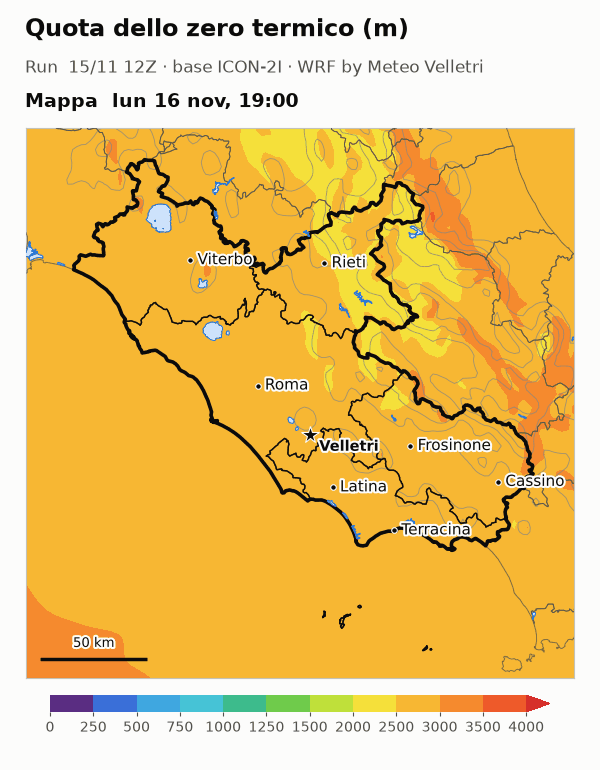 Quota dello zero termico (m)
Run  15/11 12Z · base ICON-2I · WRF by Meteo Velletri
Mappa  lun 16 nov, 19:00
Viterbo
Rieti
Roma
Velletri
Frosinone
Latina
Cassino
Terracina
50 km
0 250 500 750 1000 1250 1500 2000 2500 3000 3500 4000